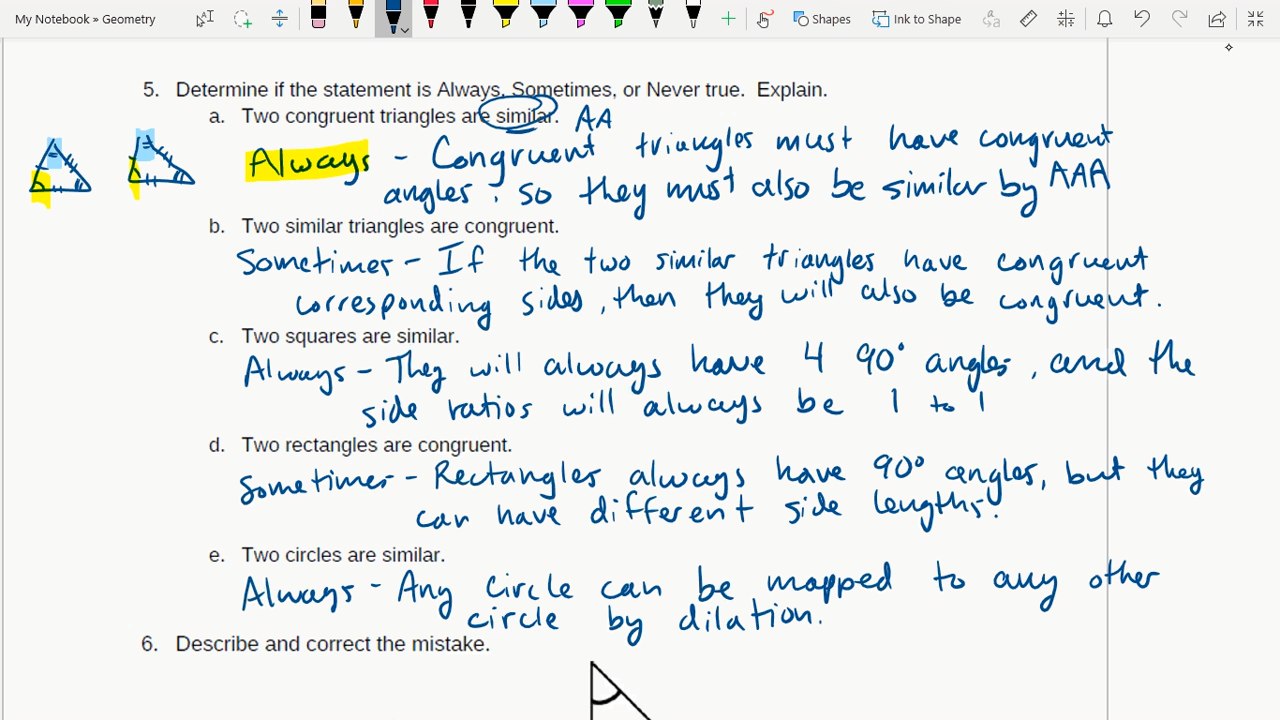 My Notebook » Geometry
Shapes
Ink to Shape
5. Determine if the statement is Always, Sometimes, or Never true. Explain.
a. Two congruent triangles are similar. AA
Always - Congruent triangles must have congruent
angles, so they must also be similar by AAA
b. Two similar triangles are congruent.
Sometimes - If the two similar triangles have congruent
corresponding sides, then they will also be congruent.
c. Two squares are similar.
Always - They will always have 4 90° angles, and the
side ratios will always be 1 to 1
d. Two rectangles are congruent.
Sometimes - Rectangles always have 90° angles, but they
can have different side lengths.
e. Two circles are similar.
Always - Any circle can be mapped to any other
circle by dilation.
6. Describe and correct the mistake.